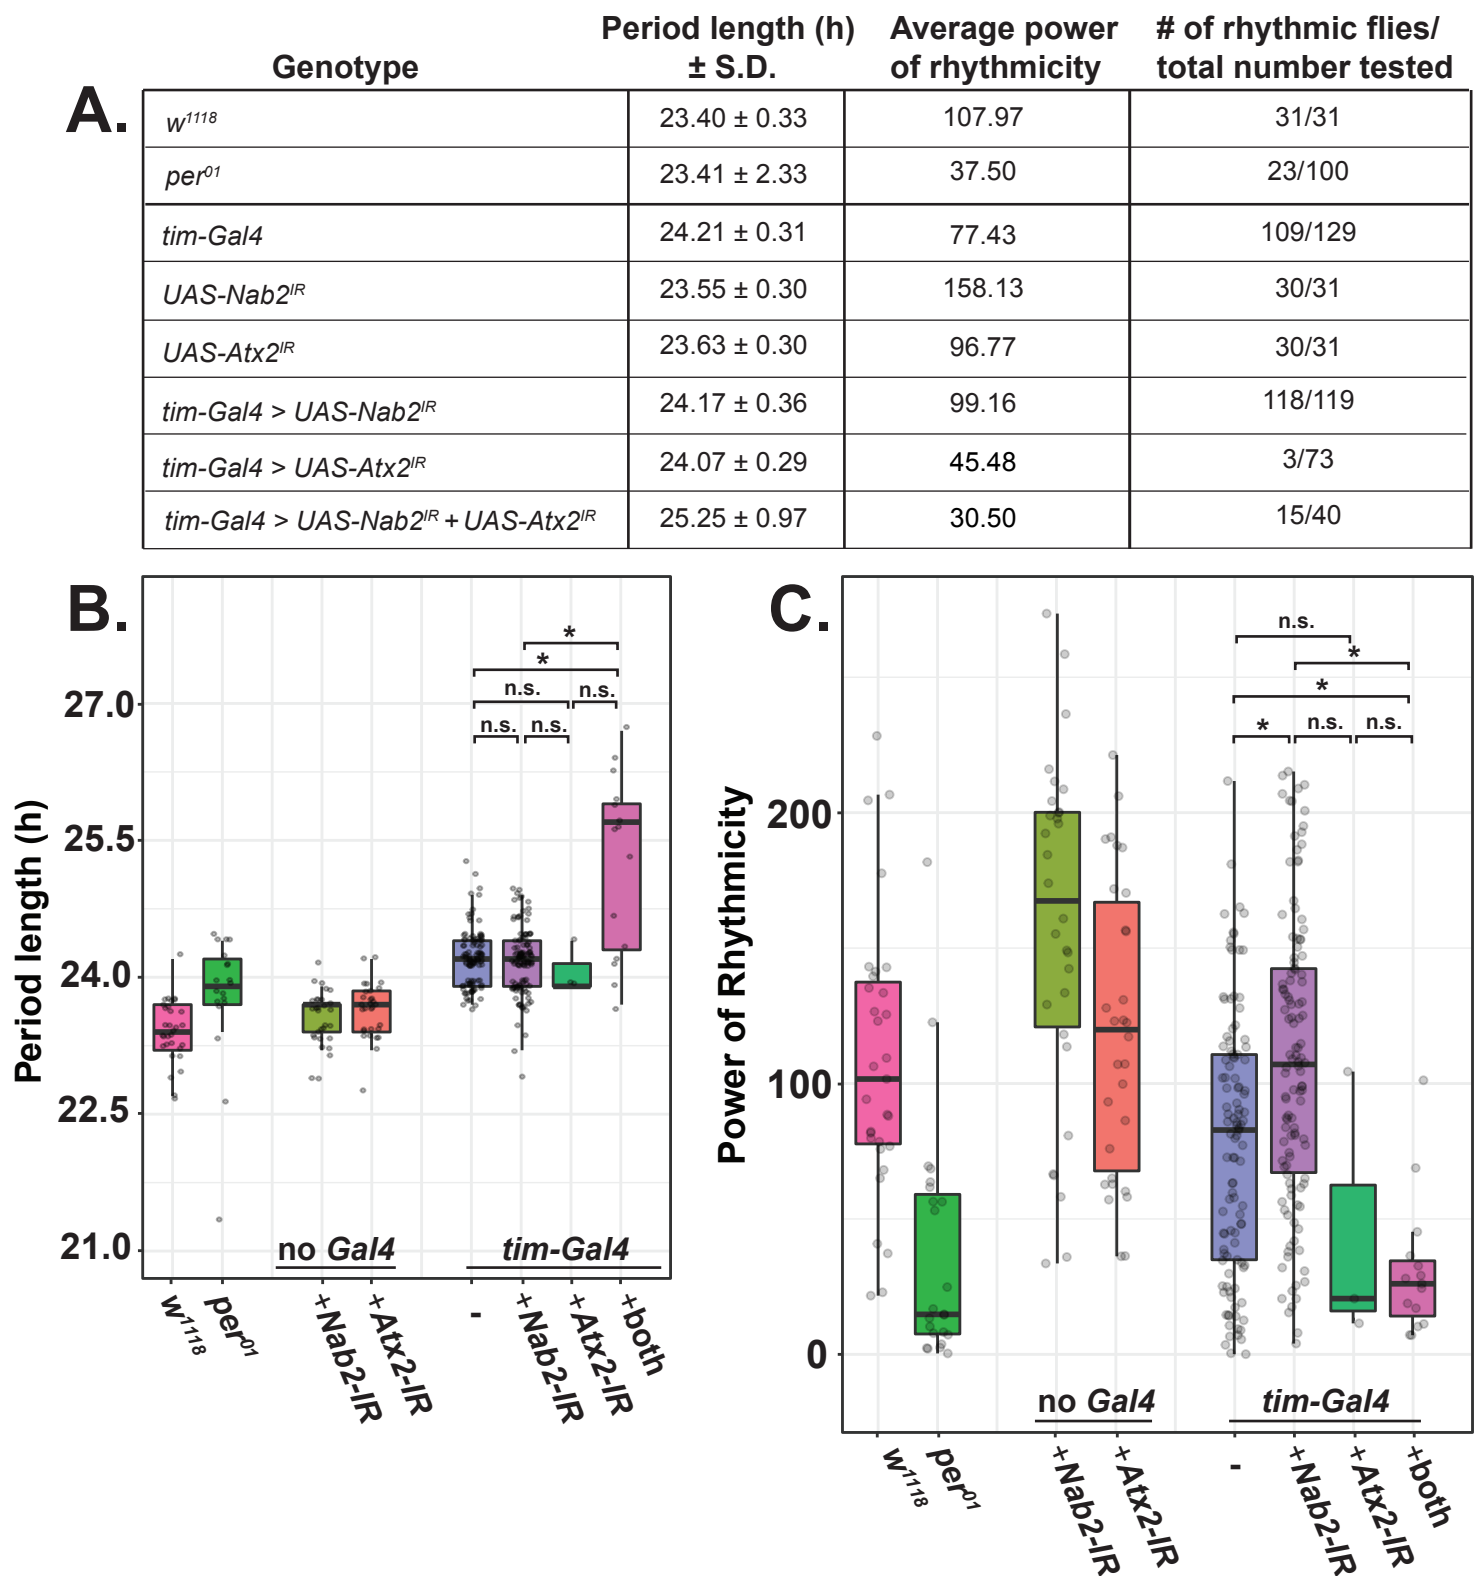 A.
Genotype Period length (h) ± S.D. Average power of rhythmicity # of rhythmic flies/ total number tested
w1118 23.40 ± 0.33 107.97 31/31
per01 23.41 ± 2.33 37.50 23/100
tim-Gal4 24.21 ± 0.31 77.43 109/129
UAS-Nab2IR 23.55 ± 0.30 158.13 30/31
UAS-Atx2IR 23.63 ± 0.30 96.77 30/31
tim-Gal4 > UAS-Nab2IR 24.17 ± 0.36 99.16 118/119
tim-Gal4 > UAS-Atx2IR 24.07 ± 0.29 45.48 3/73
tim-Gal4 > UAS-Nab2IR + UAS-Atx2IR 25.25 ± 0.97 30.50 15/40
B.
Period length (h)
27.0
25.5
24.0
22.5
21.0
*
*
n.s. n.s.
n.s. n.s.
no Gal4 tim-Gal4
w1118 per01 +Nab2-IR +Atx2-IR - +Nab2-IR +Atx2-IR +both
C.
Power of Rhythmicity
200
100
0
n.s.
*
*
* n.s. n.s.
no Gal4 tim-Gal4
w1118 per01 +Nab2-IR +Atx2-IR - +Nab2-IR +Atx2-IR +both